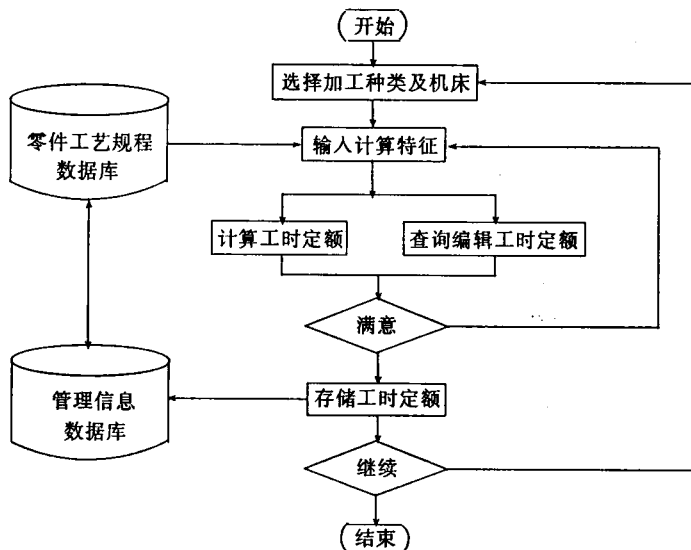 开始
选择加工种类及机床
零件工艺规程
数据库
输入计算特征
计算工时定额
查询编辑工时定额
满意
管理信息
数据库
存储工时定额
继续
结束